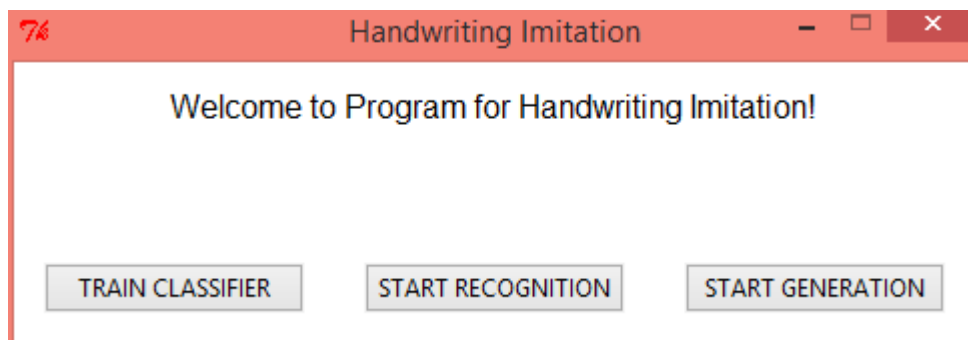 Handwriting Imitation
Welcome to Program for Handwriting Imitation!
TRAIN CLASSIFIER START RECOGNITION START GENERATION